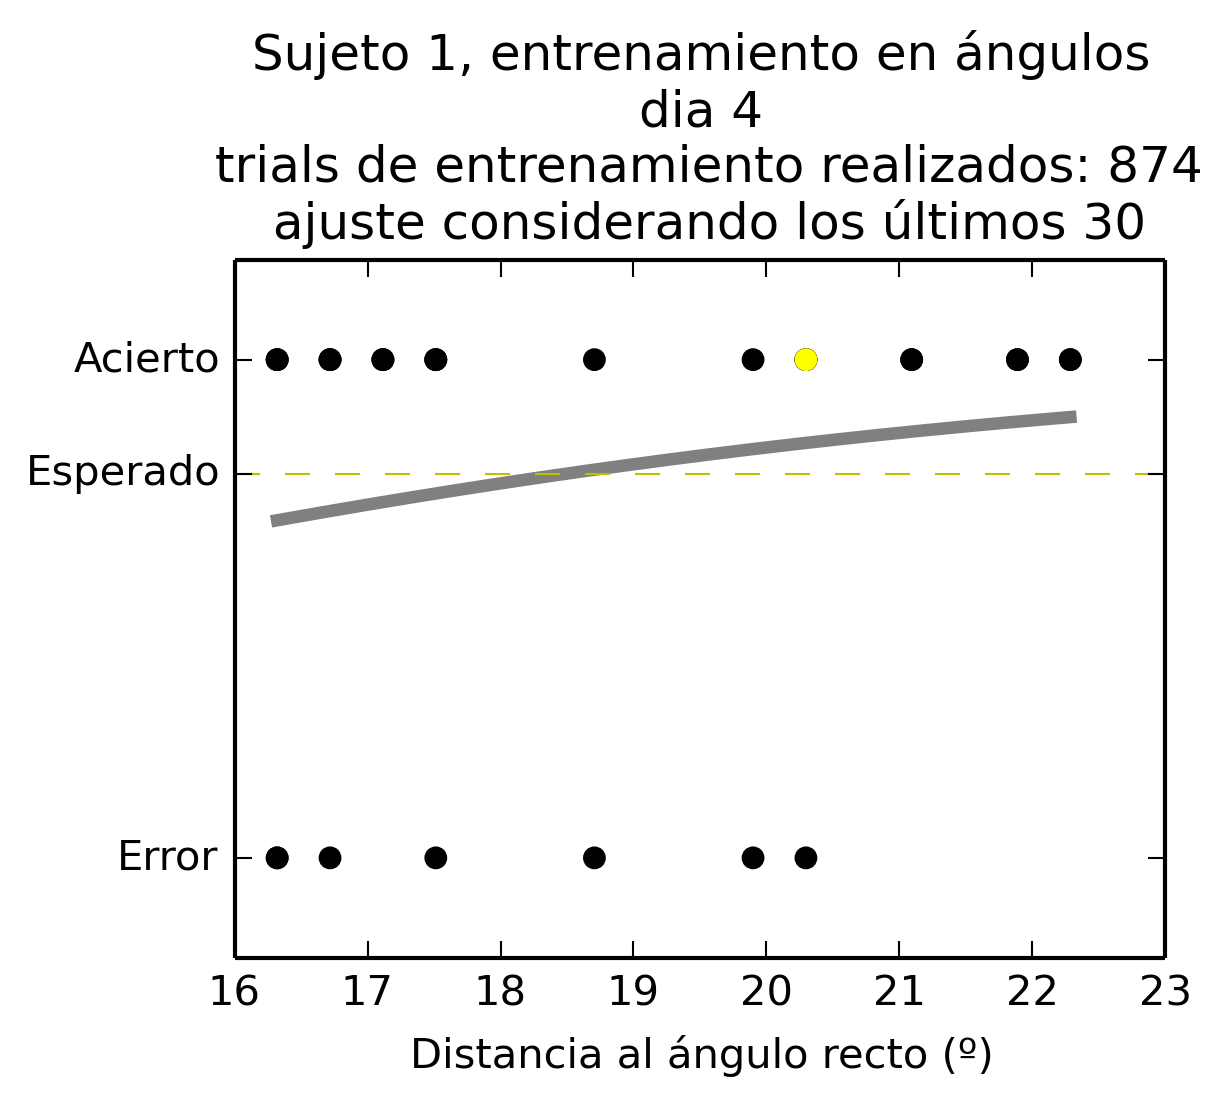 Sujeto 1, entrenamiento en ángulos
dia 4
trials de entrenamiento realizados: 874
ajuste considerando los últimos 30
Acierto
Esperado
Error
16 17 18 19 20 21 22 23
Distancia al ángulo recto (º)